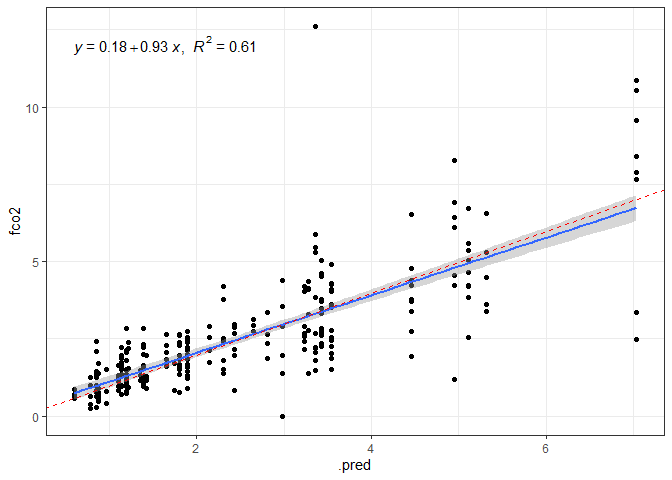 y = 0.18 + 0.93 x, R² = 0.61
10
5
0
fco2
2 4 6
.pred